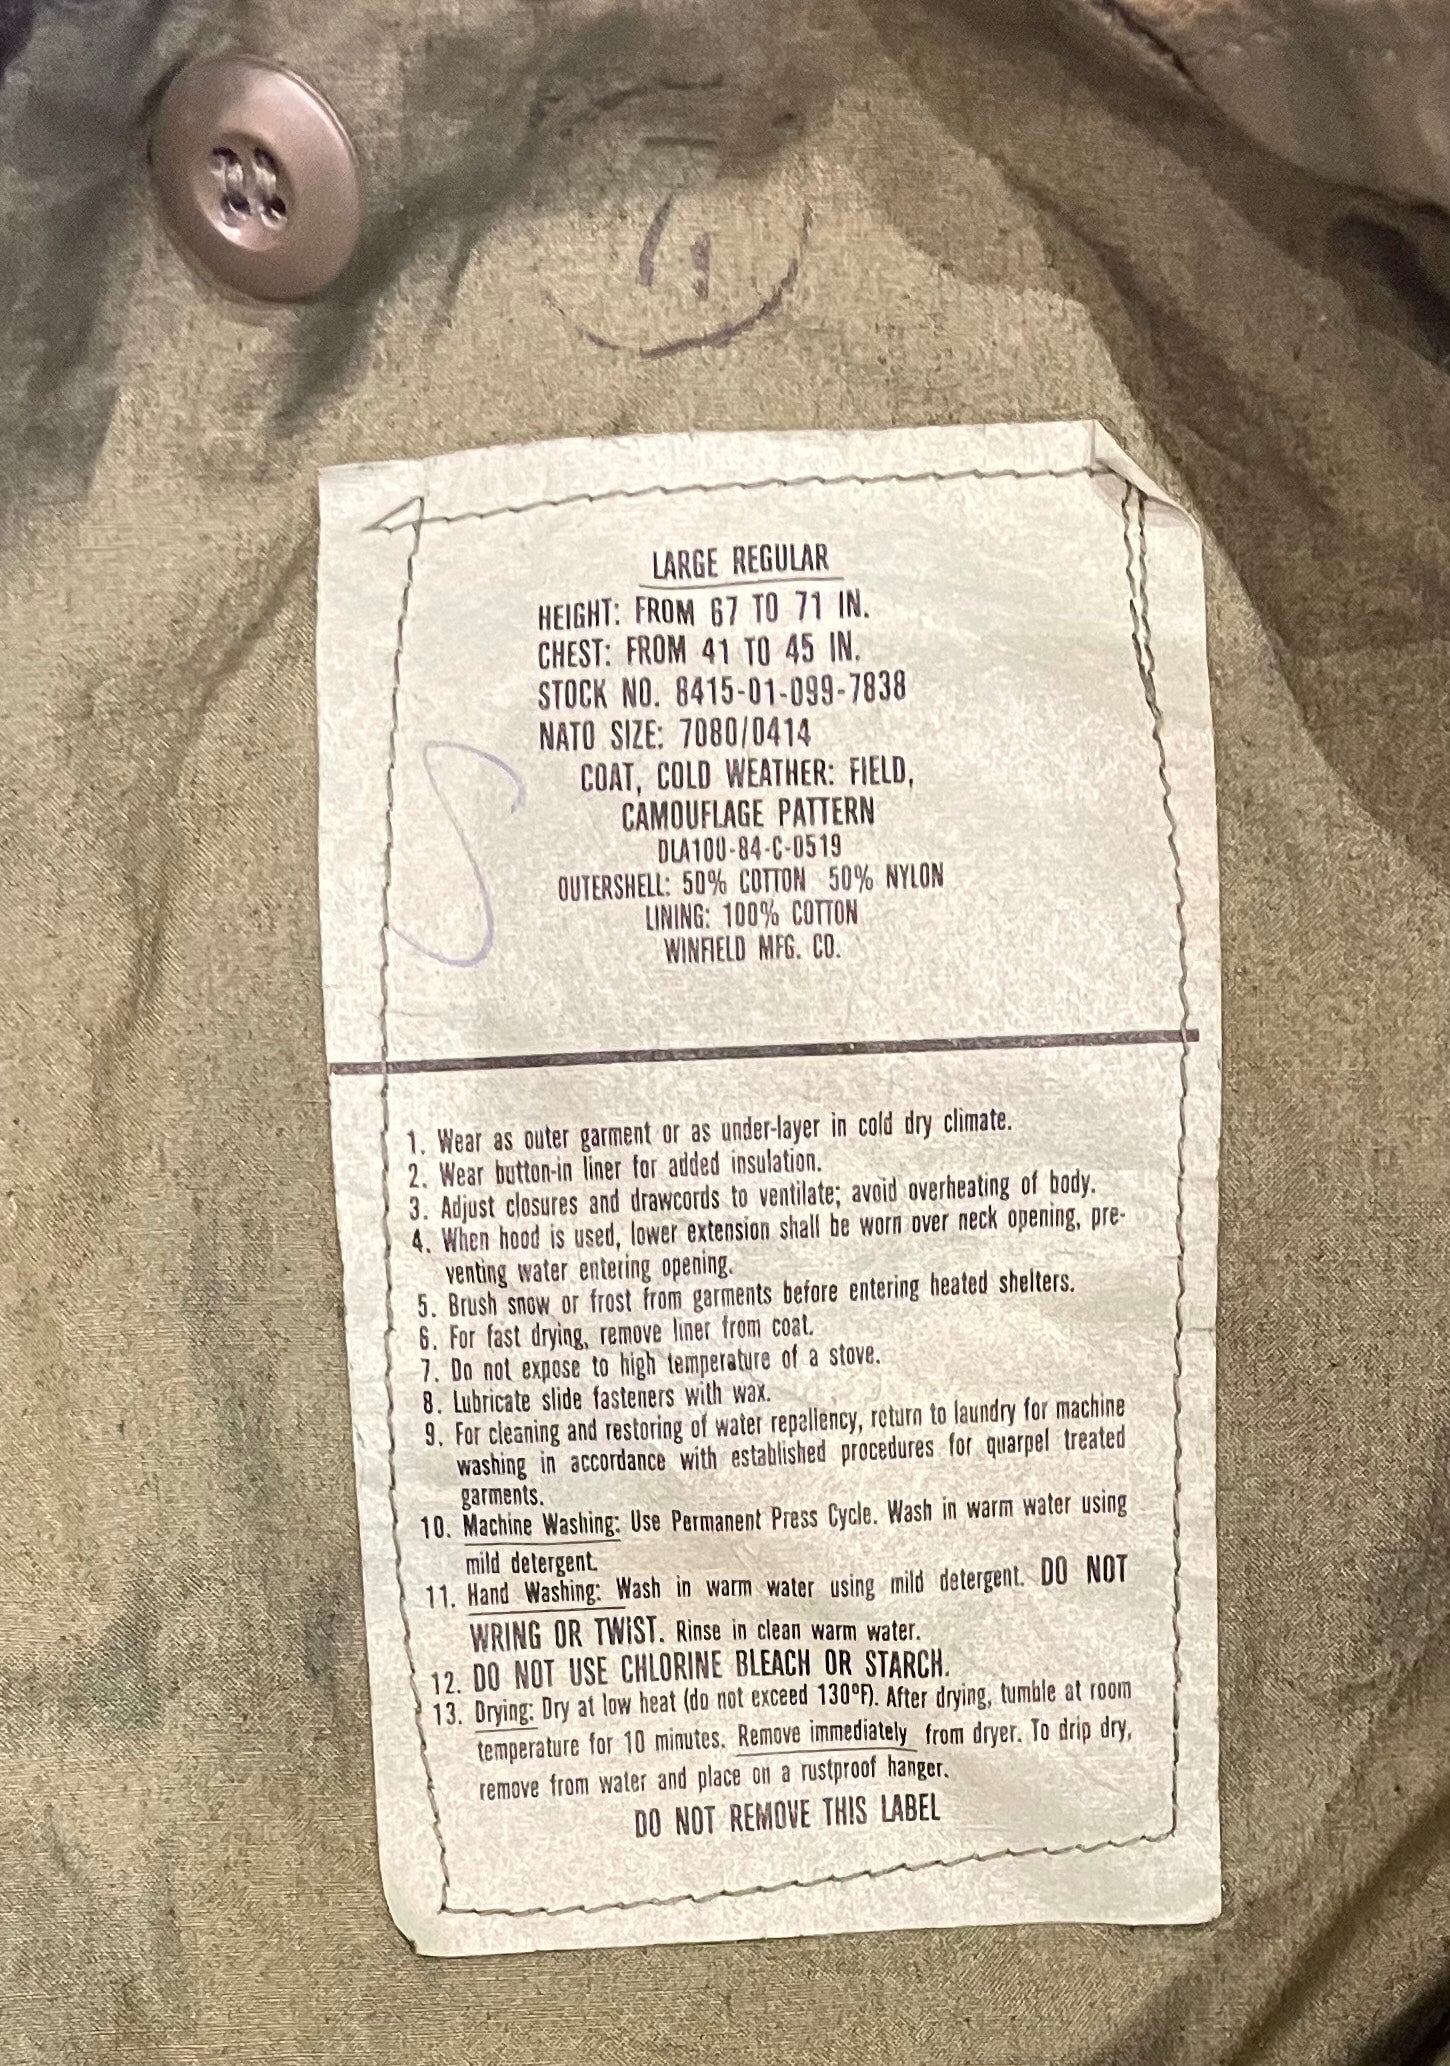 LARGE REGULAR
HEIGHT: FROM 67 TO 71 IN.
CHEST: FROM 41 TO 45 IN.
STOCK NO. 8415-01-099-7838
NATO SIZE: 7080/0414
COAT, COLD WEATHER: FIELD,
CAMOUFLAGE PATTERN
DLA100-84-C-0519
OUTERSHELL: 50% COTTON 50% NYLON
LINING: 100% COTTON
WINFIELD MFG. CO.
1. Wear as outer garment or as under-layer in cold dry climate.
2. Wear button-in liner for added insulation.
3. Adjust closures and drawcords to ventilate; avoid overheating of body.
4. When hood is used, lower extension shall be worn over neck opening, pre-
venting water entering opening.
5. Brush snow or frost from garments before entering heated shelters.
6. For fast drying, remove liner from coat.
7. Do not expose to high temperature of a stove.
8. Lubricate slide fasteners with wax.
9. For cleaning and restoring of water repallency, return to laundry for machine
washing in accordance with established procedures for quarpel treated
garments.
10. Machine Washing: Use Permanent Press Cycle. Wash in warm water using
mild detergent.
11. Hand Washing: Wash in warm water using mild detergent. DO NOT
WRING OR TWIST. Rinse in clean warm water.
12. DO NOT USE CHLORINE BLEACH OR STARCH.
13. Drying: Dry at low heat (do not exceed 130°F). After drying, tumble at room
temperature for 10 minutes. Remove immediately from dryer. To drip dry,
remove from water and place on a rustproof hanger.
DO NOT REMOVE THIS LABEL